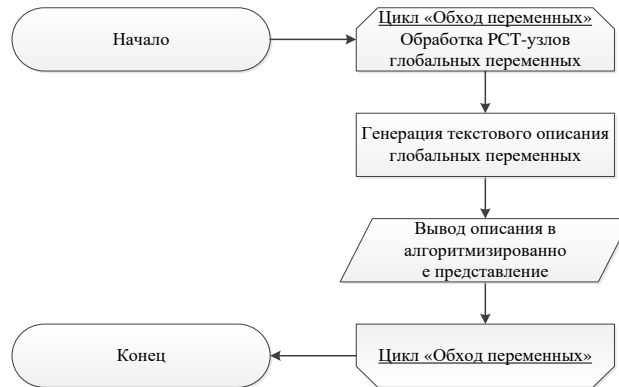 Начало
Цикл «Обход переменных»
Обработка РСТ-узлов
глобальных переменных
Генерация текстового описания
глобальных переменных
Вывод описания в
алгоритмизированно
е представление
Конец
Цикл «Обход переменных»